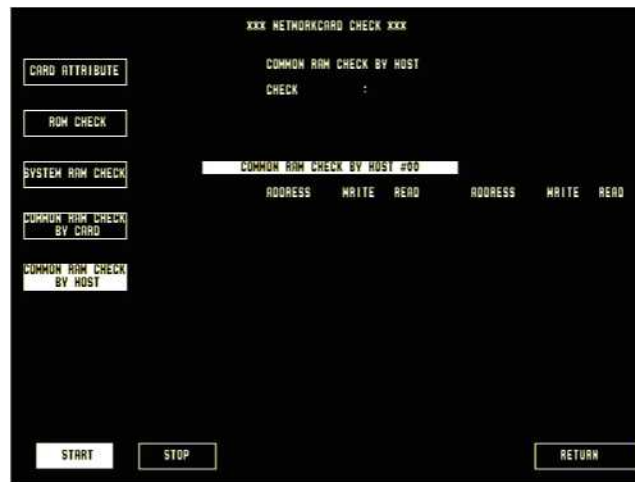 *** NETWORKCARD CHECK ***
CARD ATTRIBUTE
COMMON RAM CHECK BY HOST
CHECK :
ROM CHECK
SYSTEM RAM CHECK
COMMON RAM CHECK BY HOST #00
ADDRESS WRITE READ ADDRESS WRITE READ
COMMON RAM CHECK
BY CARD
COMMON RAM CHECK
BY HOST
START STOP RETURN